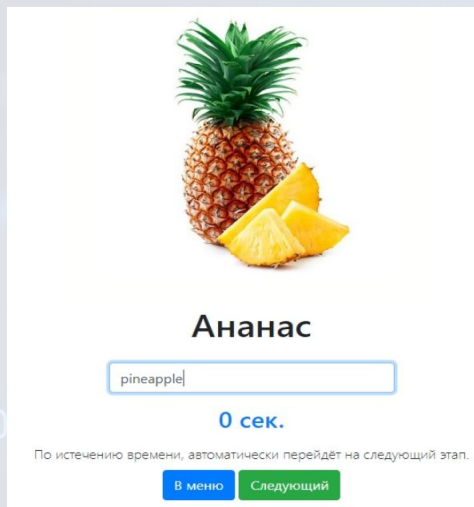 Ананас
pineapple
0 сек.
По истечению времени, автоматически перейдёт на следующий этап.
В меню Следующий